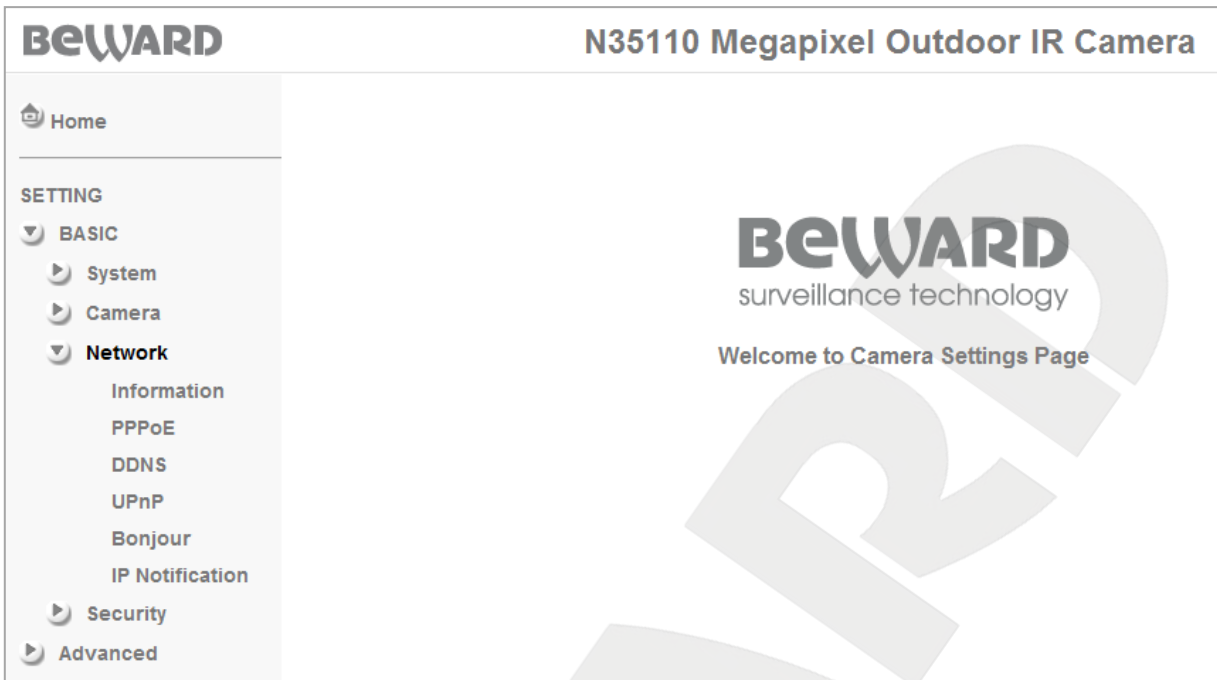 BEWARD
N35110 Megapixel Outdoor IR Camera
Home
SETTING
BASIC
System
Camera
Network
Information
PPPoE
DDNS
UPnP
Bonjour
IP Notification
Security
Advanced
BEWARD
surveillance technology
Welcome to Camera Settings Page
RD